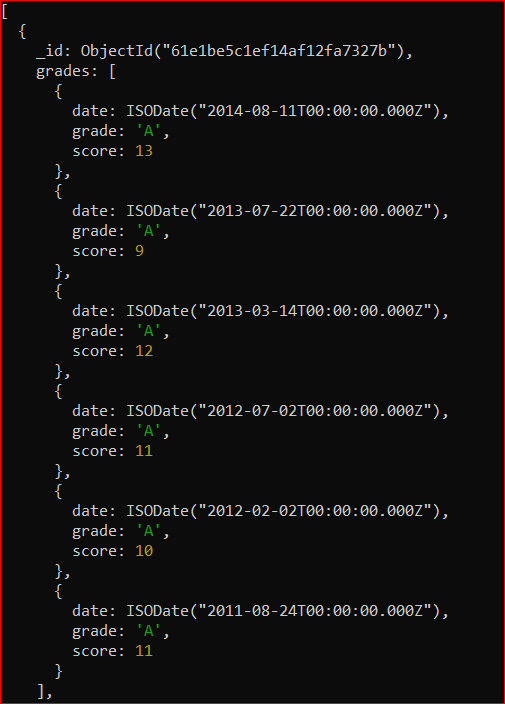 [
  {
    _id: ObjectId("61e1be5c1ef14af12fa7327b"),
    grades: [
      {
        date: ISODate("2014-08-11T00:00:00.000Z"),
        grade: 'A',
        score: 13
      },
      {
        date: ISODate("2013-07-22T00:00:00.000Z"),
        grade: 'A',
        score: 9
      },
      {
        date: ISODate("2013-03-14T00:00:00.000Z"),
        grade: 'A',
        score: 12
      },
      {
        date: ISODate("2012-07-02T00:00:00.000Z"),
        grade: 'A',
        score: 11
      },
      {
        date: ISODate("2012-02-02T00:00:00.000Z"),
        grade: 'A',
        score: 10
      },
      {
        date: ISODate("2011-08-24T00:00:00.000Z"),
        grade: 'A',
        score: 11
      }
    ],